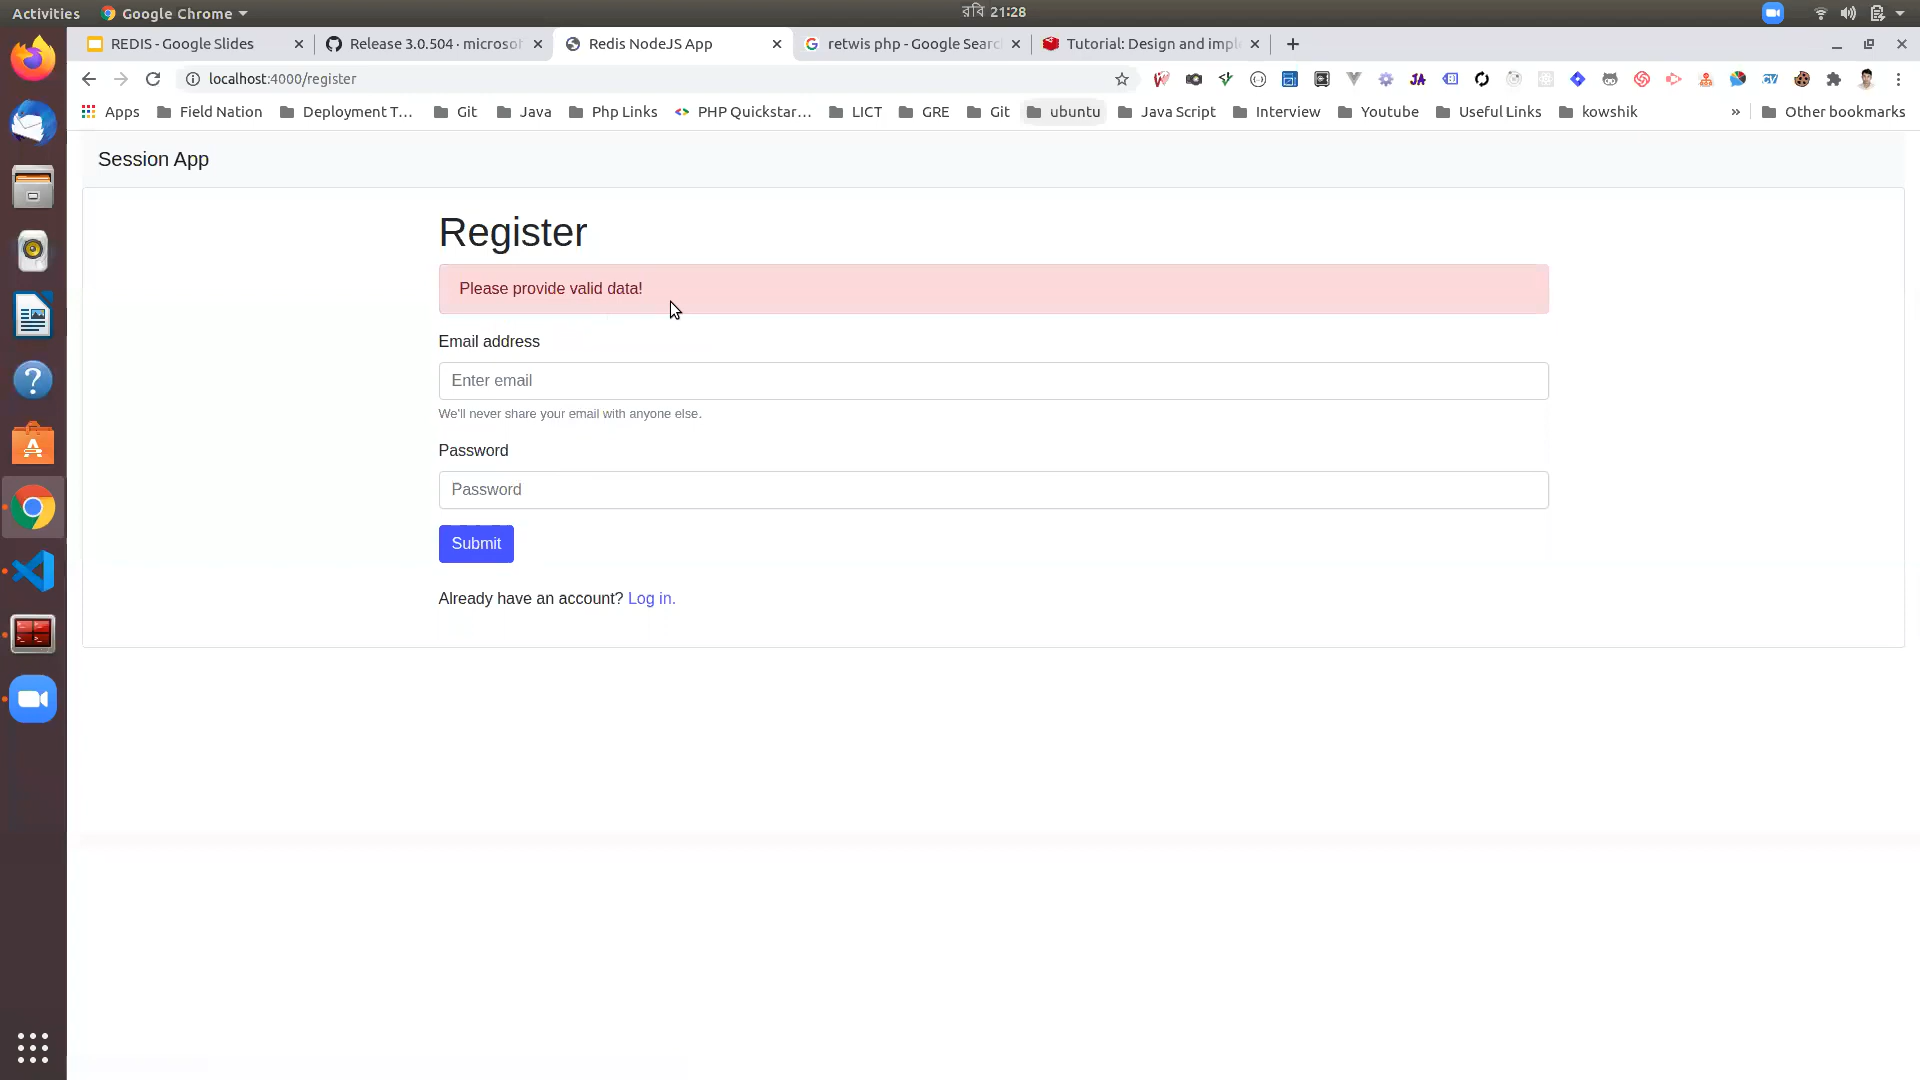 Activities
Google Chrome
রবি 21:28
REDIS - Google Slides
Release 3.0.504 · microsof
Redis NodeJS App
retwis php - Google Searc
Tutorial: Design and impl
localhost:4000/register
Apps
Field Nation
Deployment T...
Git
Java
Php Links
PHP Quickstar...
LICT
GRE
Git
ubuntu
Java Script
Interview
Youtube
Useful Links
kowshik
»
Other bookmarks
Session App
Register
Please provide valid data!
Email address
Enter email
We'll never share your email with anyone else.
Password
Password
Submit
Already have an account? Log in.